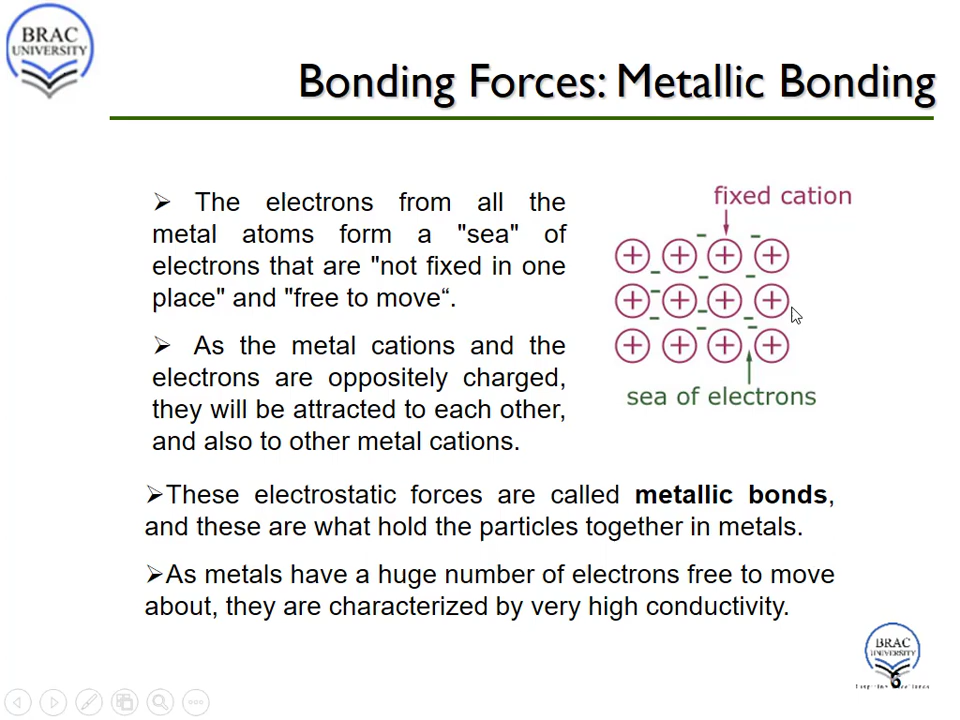 BRAC
UNIVERSITY
Bonding Forces: Metallic Bonding
➢ The electrons from all the
metal atoms form a "sea" of
electrons that are "not fixed in one
place" and "free to move“.
➢ As the metal cations and the
electrons are oppositely charged,
they will be attracted to each other,
and also to other metal cations.
fixed cation
sea of electrons
➢These electrostatic forces are called metallic bonds,
and these are what hold the particles together in metals.
➢As metals have a huge number of electrons free to move
about, they are characterized by very high conductivity.
BRAC
UNIVERSITY
6